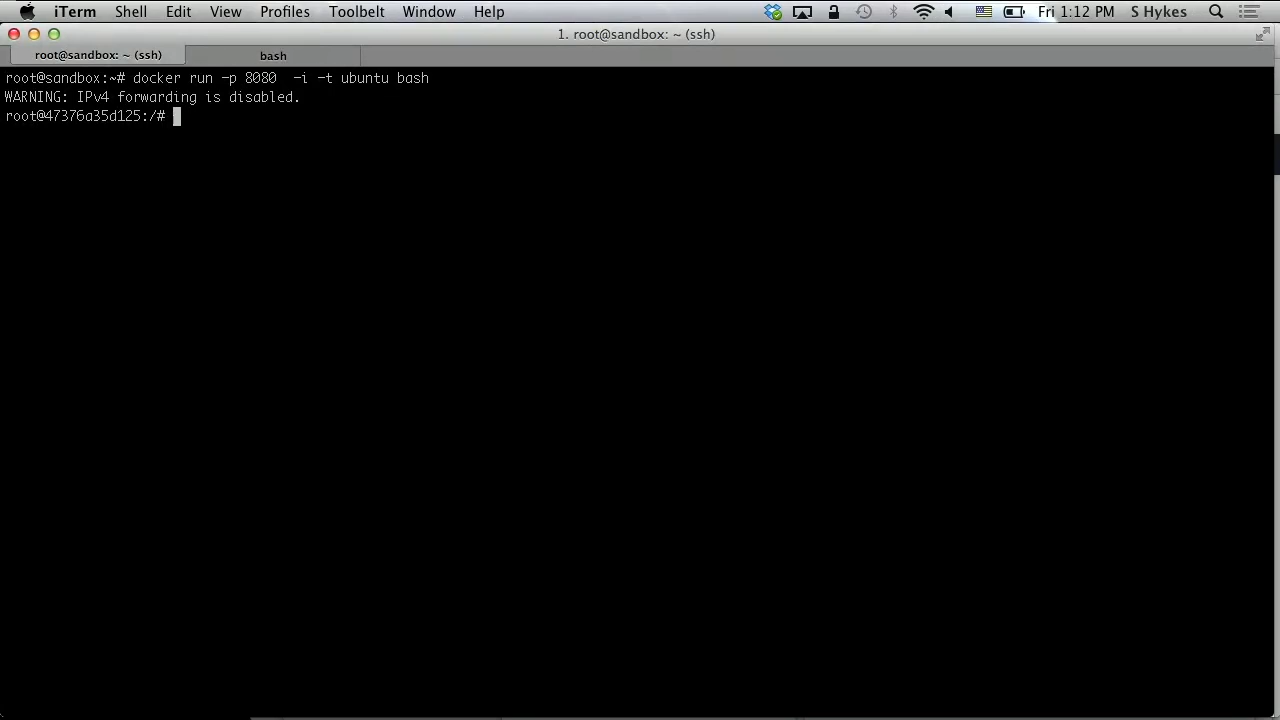 iTerm Shell Edit View Profiles Toolbelt Window Help Fri 1:12 PM S Hykes
1. root@sandbox: ~ (ssh)
root@sandbox: ~ (ssh) bash
root@sandbox:~# docker run -p 8080  -i -t ubuntu bash
WARNING: IPv4 forwarding is disabled.
root@47376a35d125:/#